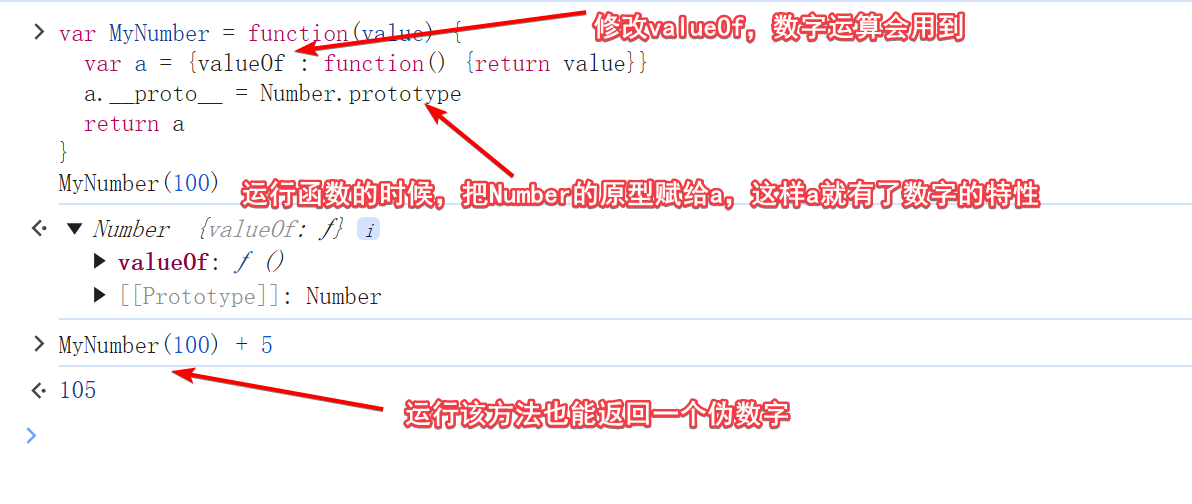 修改valueOf，数字运算会用到
var MyNumber = function(value) {
var a = {valueOf : function() {return value}}
a.__proto__ = Number.prototype
return a
}
MyNumber(100)
运行函数的时候，把Number的原型赋给a，这样a就有了数字的特性
Number {valueOf: ƒ} i
valueOf: ƒ ()
[[Prototype]]: Number
MyNumber(100) + 5
105
运行该方法也能返回一个伪数字